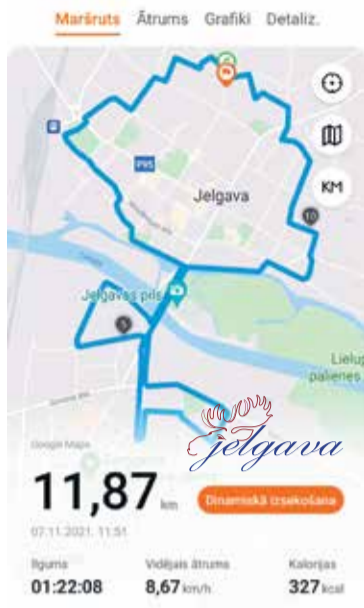 Maršruts Ātrums Grafiki Detaliz.
P95
Jelgava
KM
10
Jelgavas pils
5
Lielup
palienes
jelgava
Google Maps
11,87 km
Dinamiskā izsekošana
07.11.2021. 11:51
Ilgums Vidējais ātrums Kalorijas
01:22:08 8,67 km/h 327 kcal